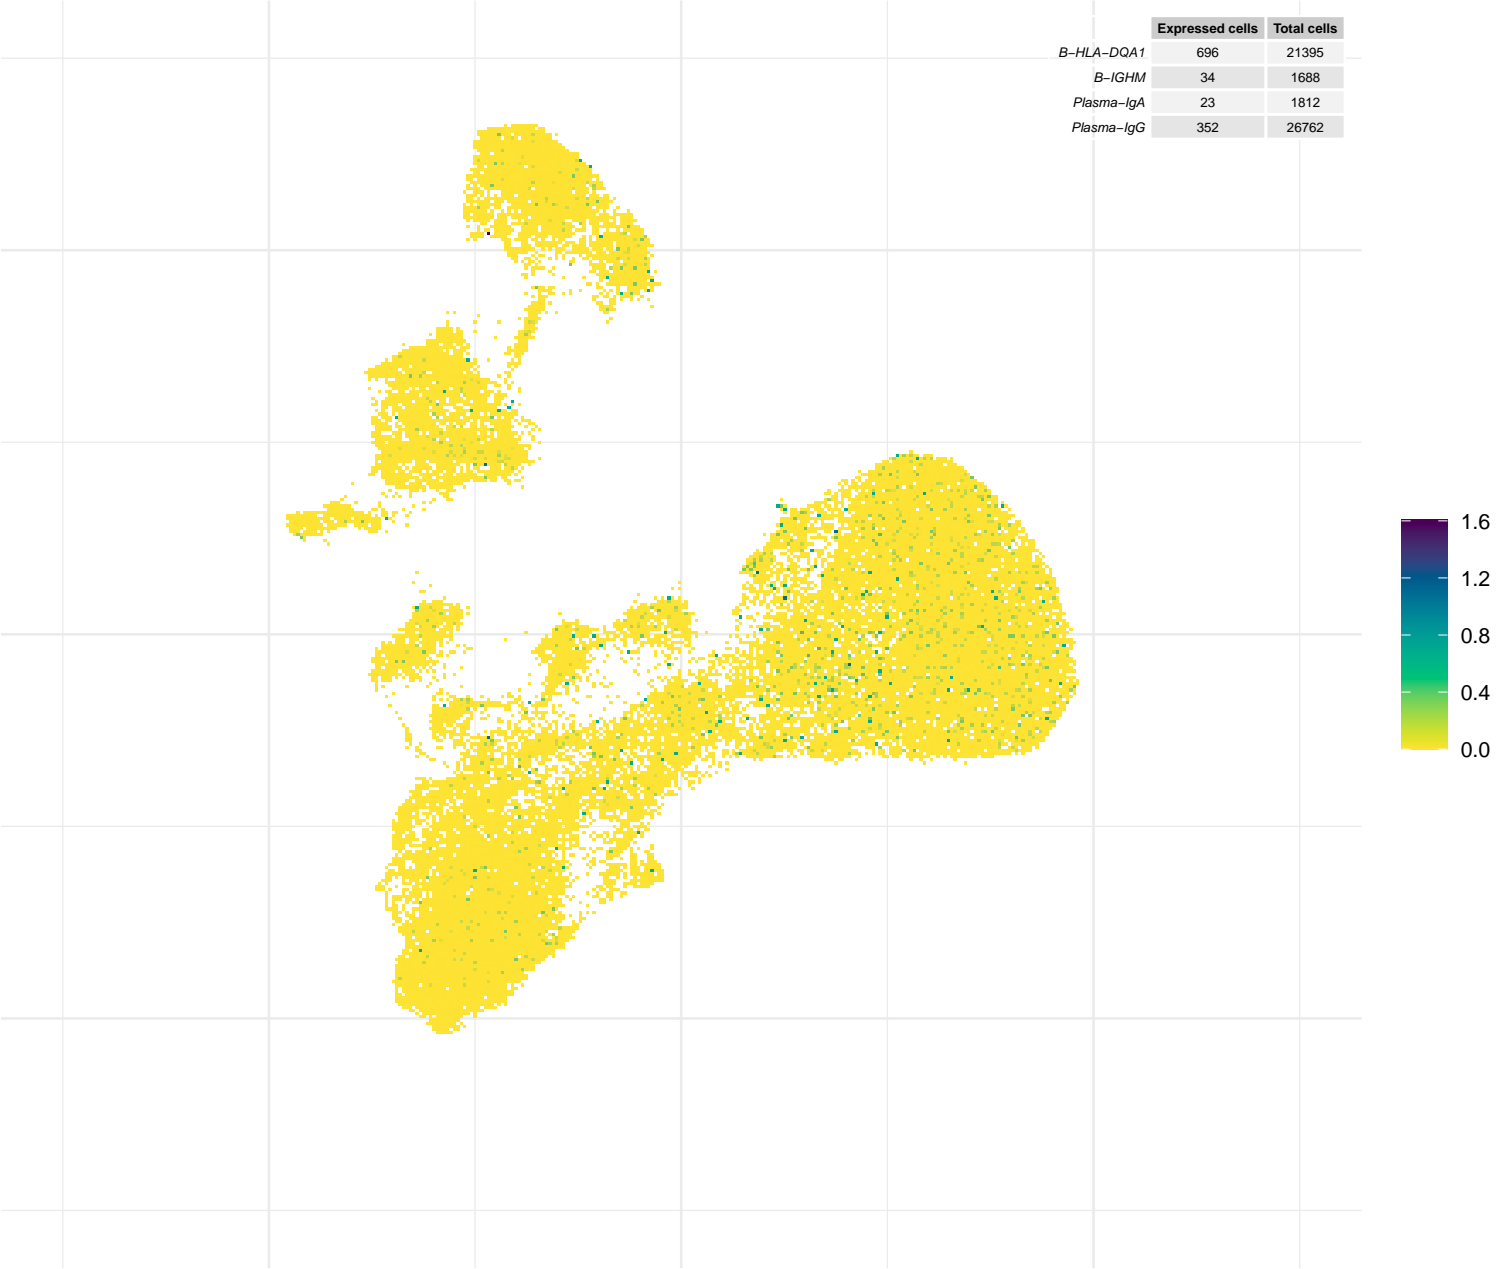 Expressed cells Total cells
B-HLA-DQA1 696 21395
B-IGHM 34 1688
Plasma-IgA 23 1812
Plasma-IgG 352 26762
1.6
1.2
0.8
0.4
0.0